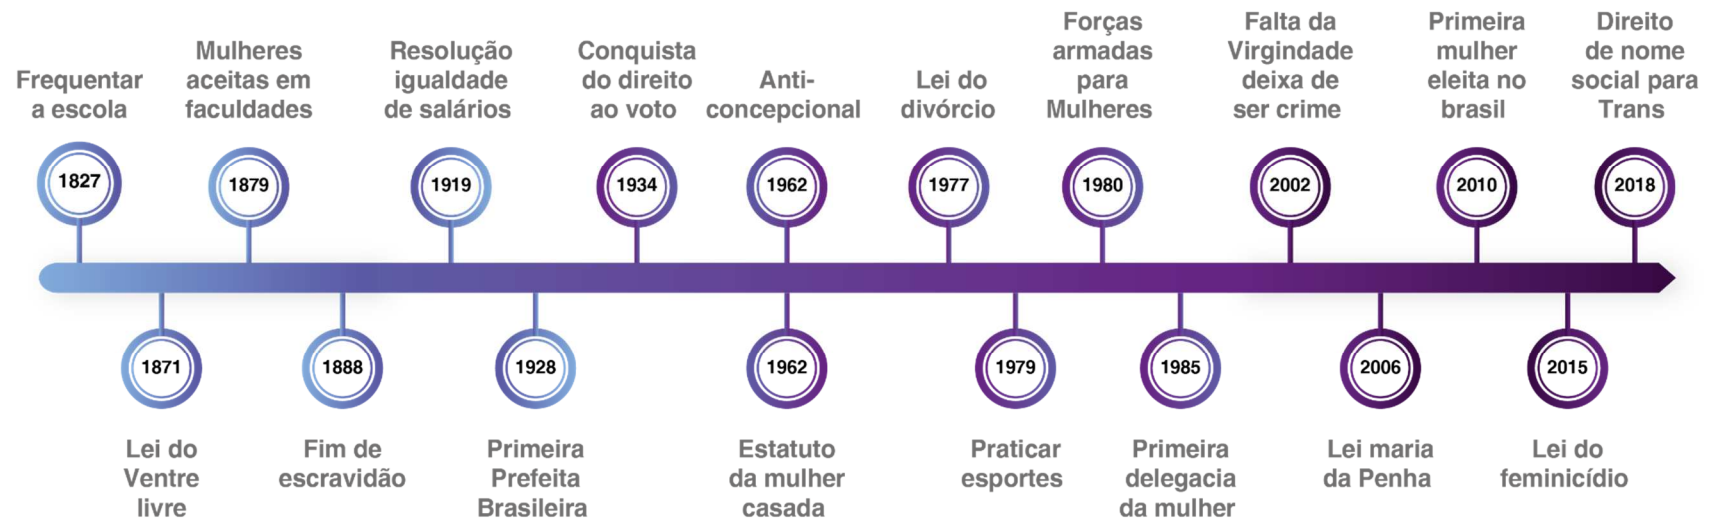 Frequentar
a escola
1827
Lei do
Ventre
livre
1871
Mulheres
aceitas em
faculdades
1879
Fim de
escravidão
1888
Resolução
igualdade
de salários
1919
Primeira
Prefeita
Brasileira
1928
Conquista
do direito
ao voto
1934
Anti-
concepcional
1962
Estatuto
da mulher
casada
1962
Lei do
divórcio
1977
Praticar
esportes
1979
Forças
armadas
para
Mulheres
1980
Primeira
delegacia
da mulher
1985
Falta da
Virgindade
deixa de
ser crime
2002
Lei maria
da Penha
2006
Primeira
mulher
eleita no
brasil
2010
Lei do
feminicídio
2015
Direito
de nome
social para
Trans
2018